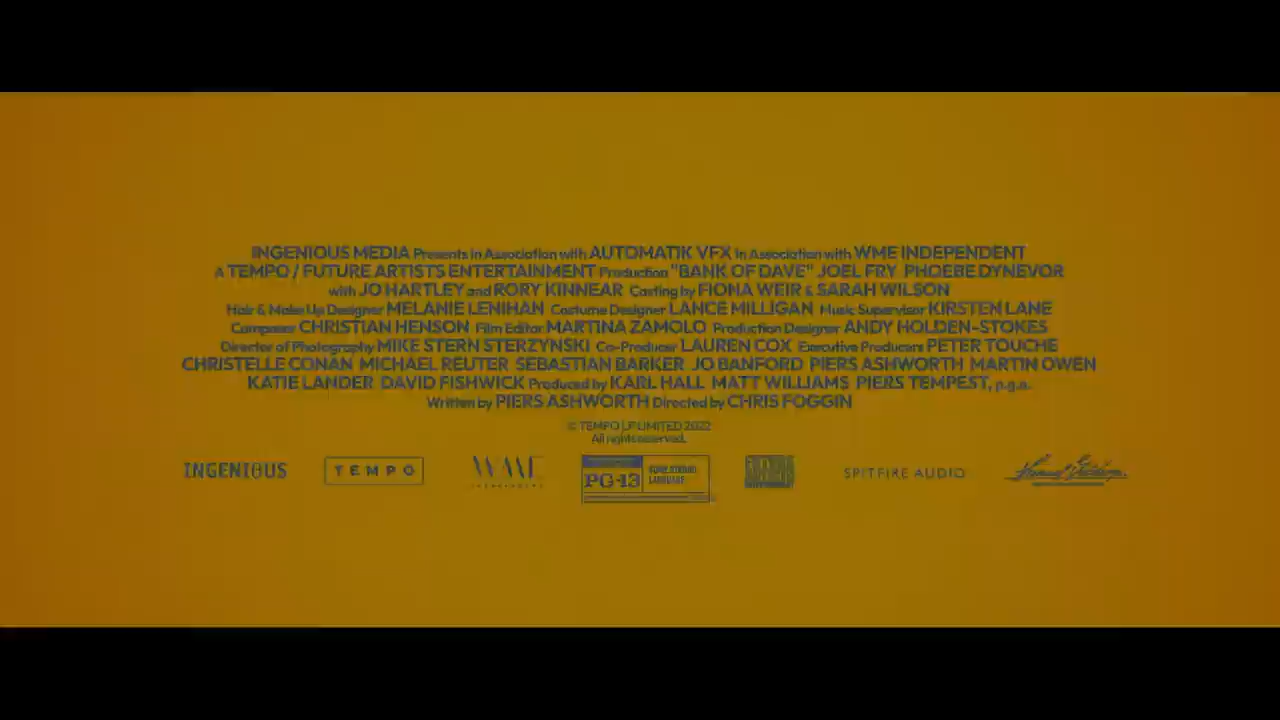 INGENIOUS MEDIA Presents in Association with AUTOMATIK VFX in Association with WME INDEPENDENT
A TEMPO / FUTURE ARTISTS ENTERTAINMENT Production "BANK OF DAVE" JOEL FRY PHOEBE DYNEVOR
with JO HARTLEY and RORY KINNEAR Casting by FIONA WEIR & SARAH WILSON
Hair & Make Up Designer MELANIE LENIHAN Costume Designer LANCE MILLIGAN Music Supervisor KIRSTEN LANE
Composer CHRISTIAN HENSON Film Editor MARTINA ZAMOLO Production Designer ANDY HOLDEN-STOKES
Director of Photography MIKE STERN STERZYNSKI Co-Producer LAUREN COX Executive Producers PETER TOUCHE
CHRISTELLE CONAN MICHAEL REUTER SEBASTIAN BARKER JO BANFORD PIERS ASHWORTH MARTIN OWEN
KATIE LANDER DAVID FISHWICK Produced by KARL HALL MATT WILLIAMS PIERS TEMPEST, p.g.a.
Written by PIERS ASHWORTH Directed by CHRIS FOGGIN
© TEMPO LP LIMITED 2022
All rights reserved.
INGENIOUS TEMPO WME PG-13 SOME STRONG LANGUAGE SPITFIRE AUDIO